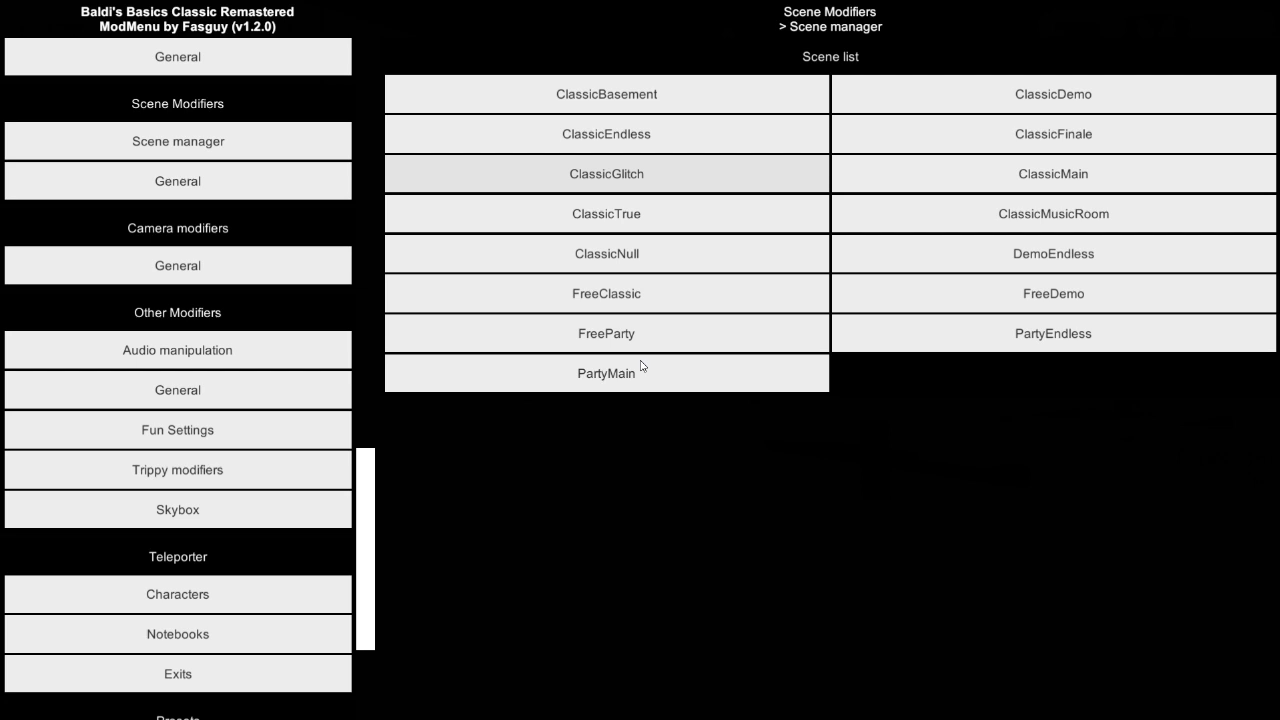 Baldi's Basics Classic Remastered
ModMenu by Fasguy (v1.2.0)
General
Scene Modifiers
Scene manager
General
Camera modifiers
General
Other Modifiers
Audio manipulation
General
Fun Settings
Trippy modifiers
Skybox
Teleporter
Characters
Notebooks
Exits
Scene Modifiers
> Scene manager
Scene list
ClassicBasement
ClassicDemo
ClassicEndless
ClassicFinale
ClassicGlitch
ClassicMain
ClassicTrue
ClassicMusicRoom
ClassicNull
DemoEndless
FreeClassic
FreeDemo
FreeParty
PartyEndless
PartyMain